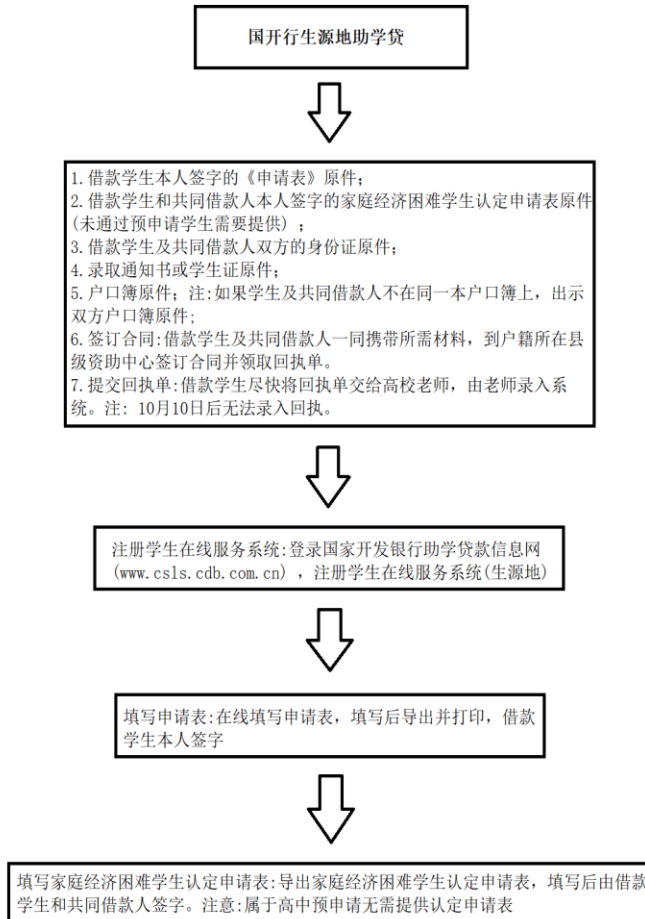 国开行生源地助学贷
1.借款学生本人签字的《申请表》原件;
2.借款学生和共同借款人本人签字的家庭经济困难学生认定申请表原件
(未通过预申请学生需要提供) ;
3.借款学生及共同借款人双方的身份证原件;
4.录取通知书或学生证原件;
5.户口簿原件; 注:如果学生及共同借款人不在同一本户口簿上, 出示
双方户口簿原件;
6.签订合同:借款学生及共同借款人一同携带所需材料, 到户籍所在县
级资助中心签订合同并领取回执单。
7.提交回执单:借款学生尽快将回执单交给高校老师, 由老师录入系
统。注: 10月10日后无法录入回执。
注册学生在线服务系统:登录国家开发银行助学贷款信息网
(www.csls.cdb.com.cn) , 注册学生在线服务系统(生源地)
填写申请表:在线填写申请表, 填写后导出并打印, 借款
学生本人签字
填写家庭经济困难学生认定申请表:导出家庭经济困难学生认定申请表, 填写后由借款
学生和共同借款人签字。注意:属于高中预申请无需提供认定申请表